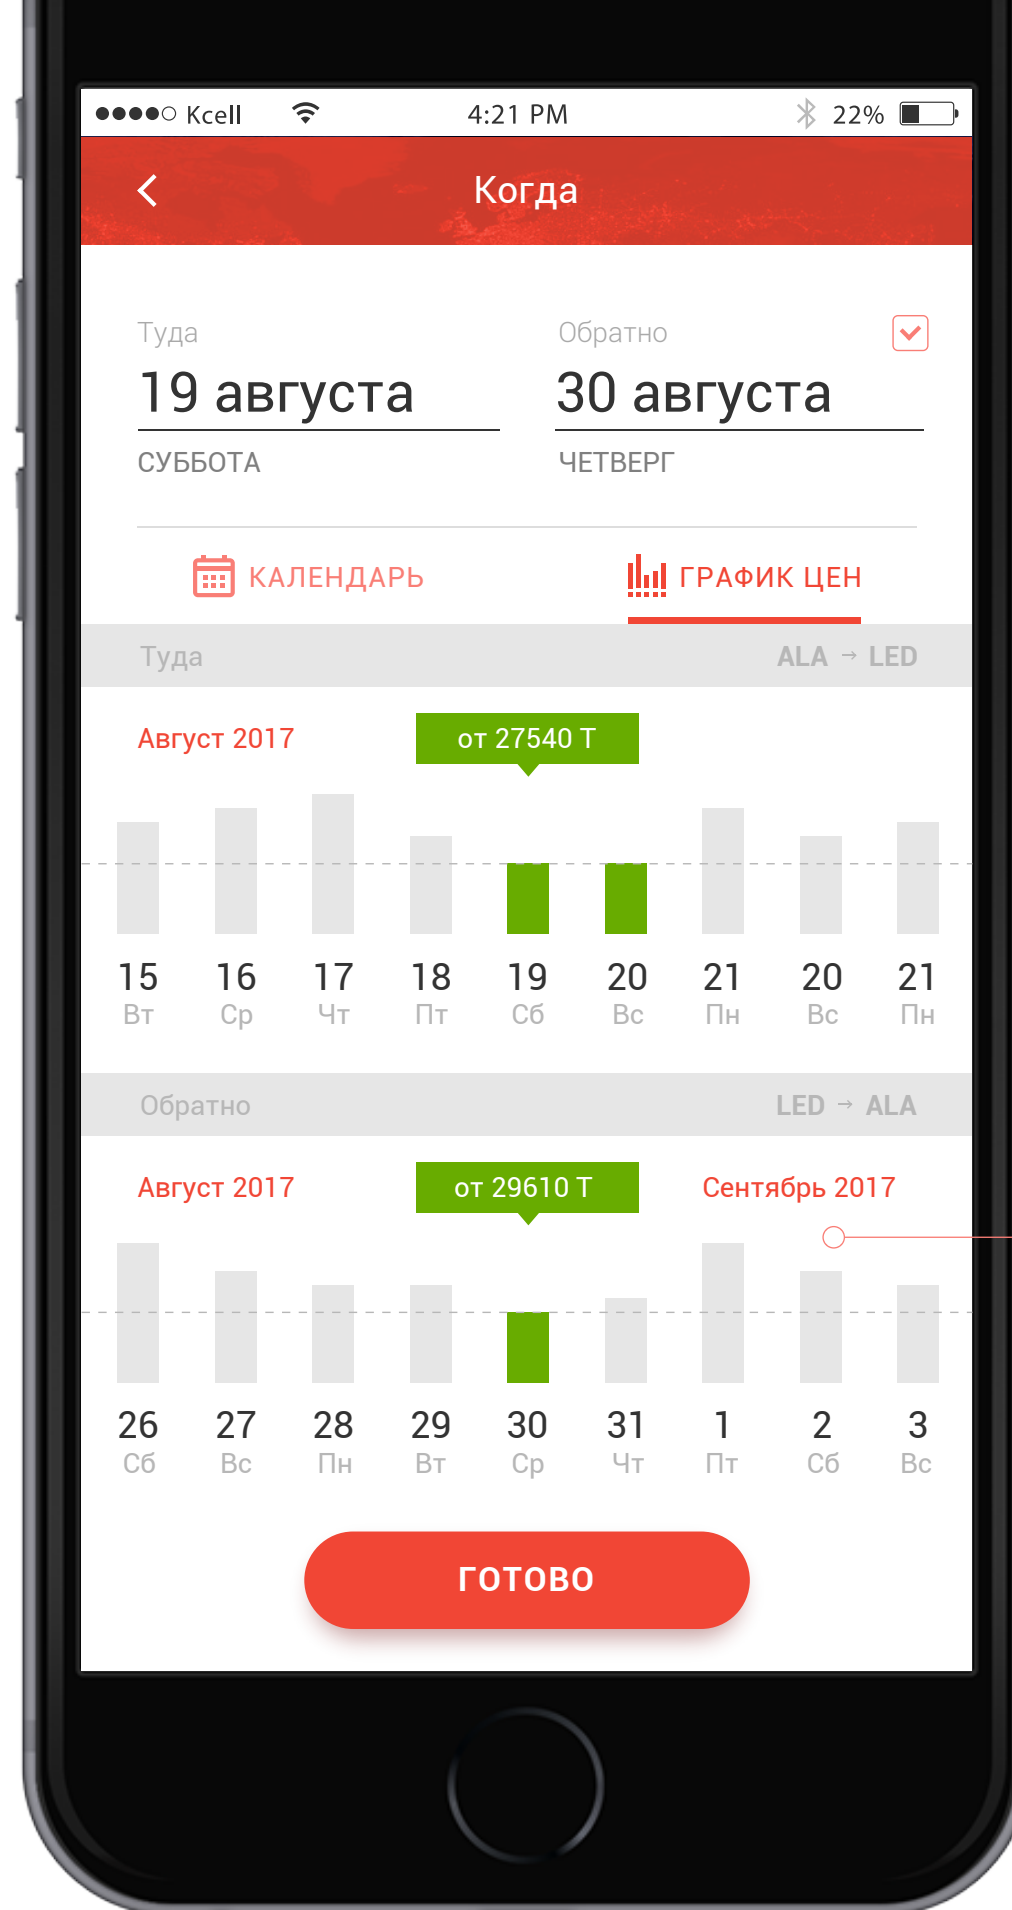 Kcell 4:21 PM 22%
Когда
Туда Обратно
19 августа 30 августа
СУББОТА ЧЕТВЕРГ
КАЛЕНДАРЬ ГРАФИК ЦЕН
Туда ALA → LED
Август 2017 от 27540 Т
15 16 17 18 19 20 21 20 21
Вт Ср Чт Пт Сб Вс Пн Вс Пн
Обратно LED → ALA
Август 2017 от 29610 Т Сентябрь 2017
26 27 28 29 30 31 1 2 3
Сб Вс Пн Вт Ср Чт Пт Сб Вс
ГОТОВО